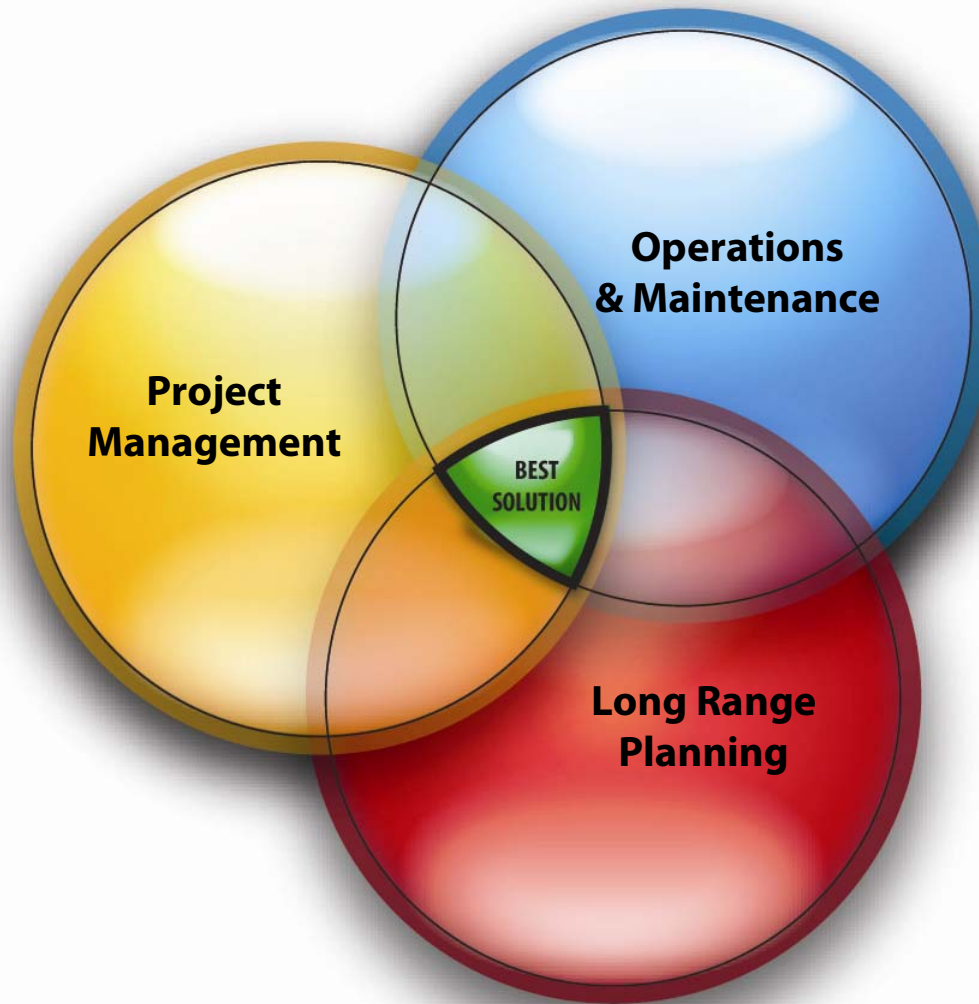 Operations
& Maintenance
Project
Management
BEST
SOLUTION
Long Range
Planning